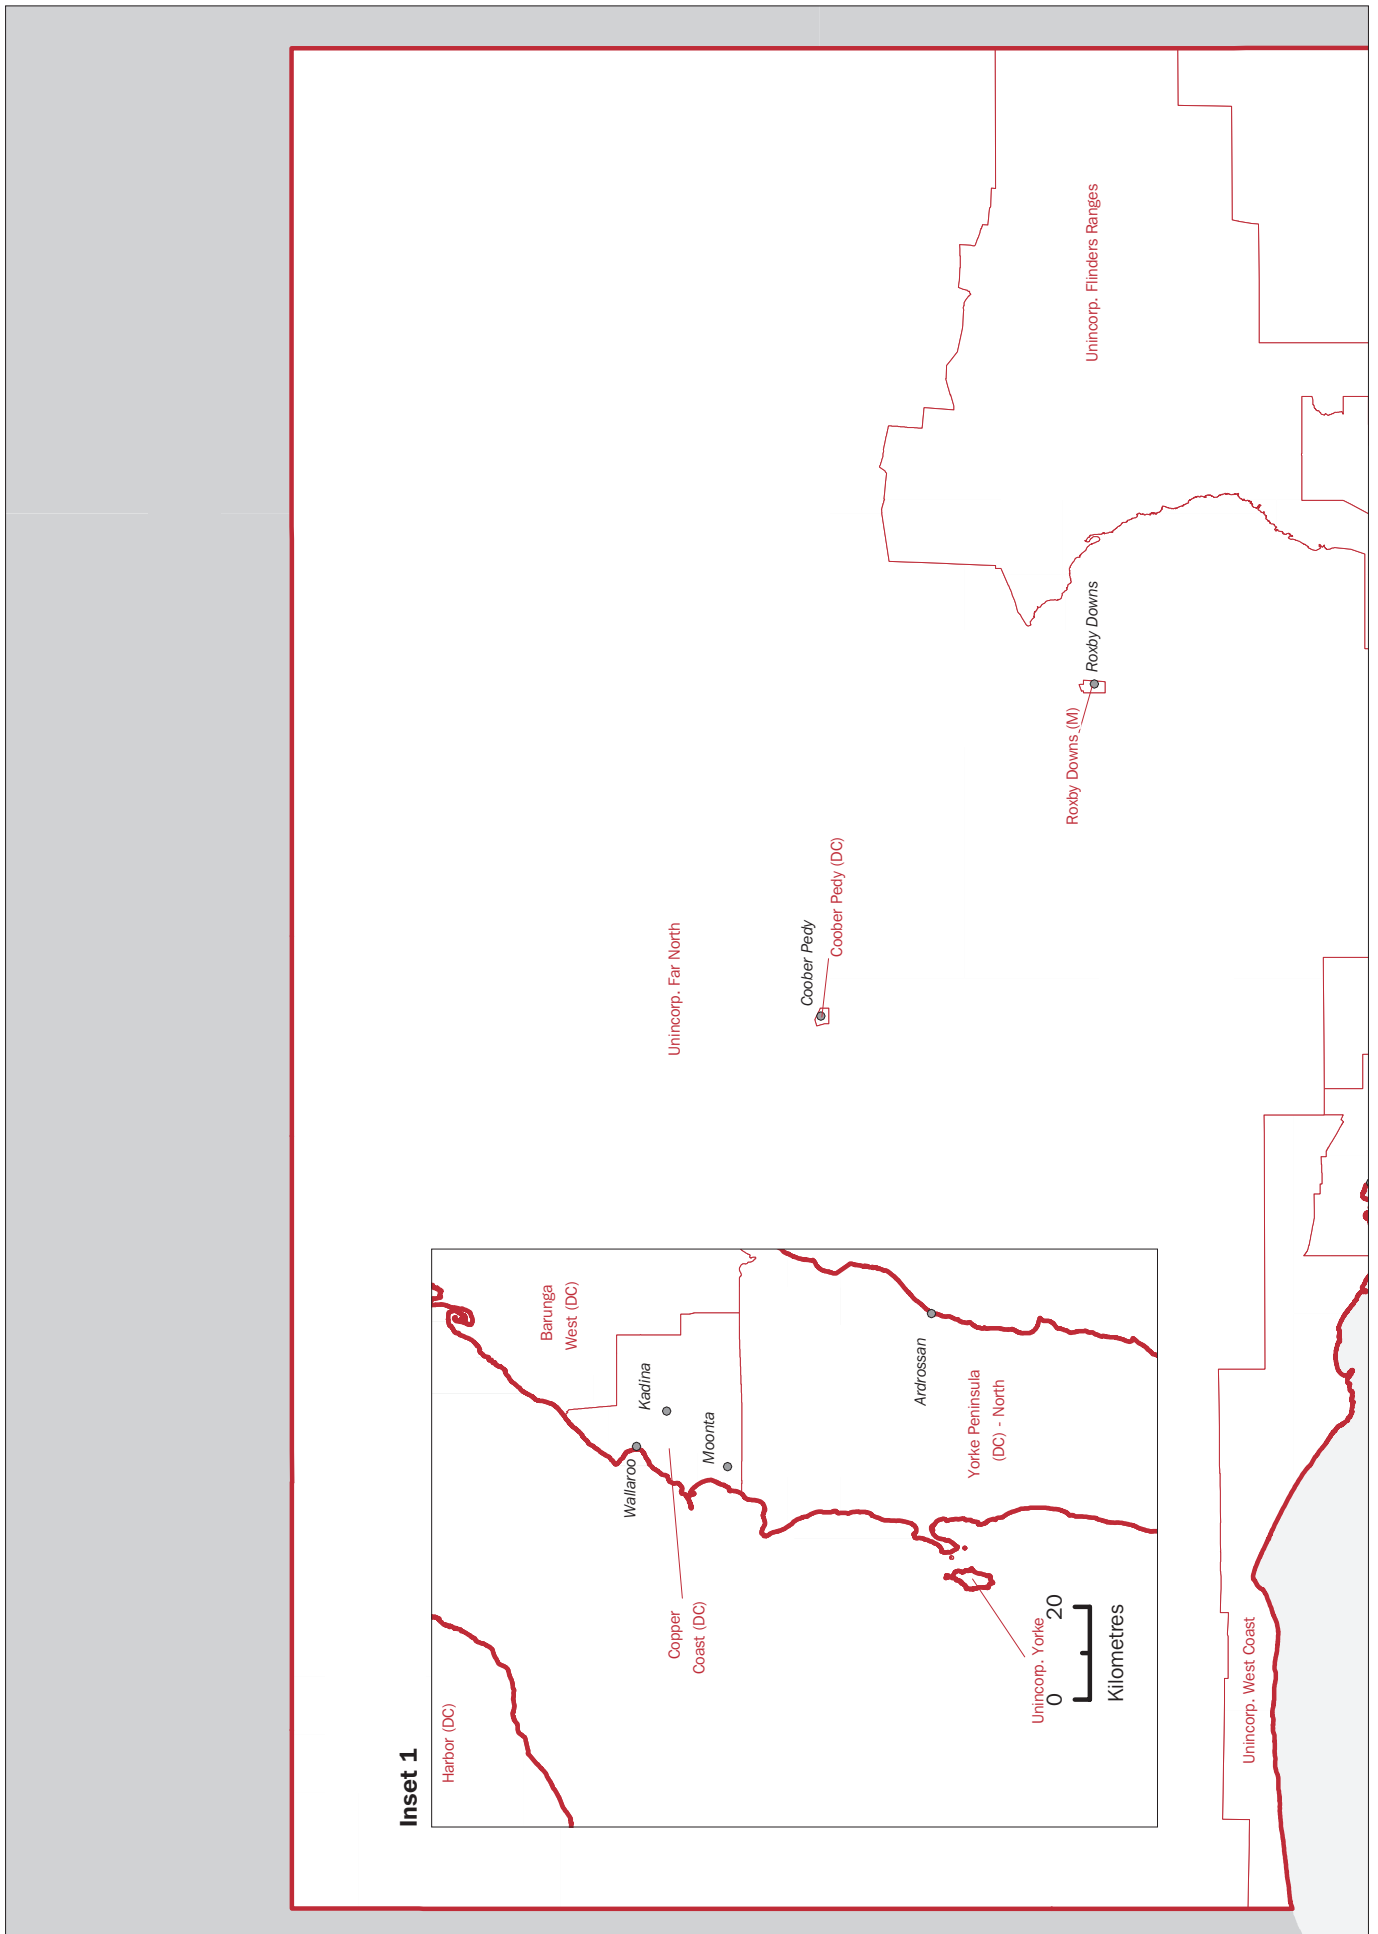 Unincorp. Far North
Coober Pedy
Coober Pedy (DC)
Unincorp. Flinders Ranges
Roxby Downs
Roxby Downs (M)
Unincorp. West Coast
Inset 1
Harbor (DC)
Barunga
West (DC)
Wallaroo
Kadina
Moonta
Copper
Coast (DC)
Ardrossan
Yorke Peninsula
(DC) - North
Unincorp. Yorke
0 20
Kilometres